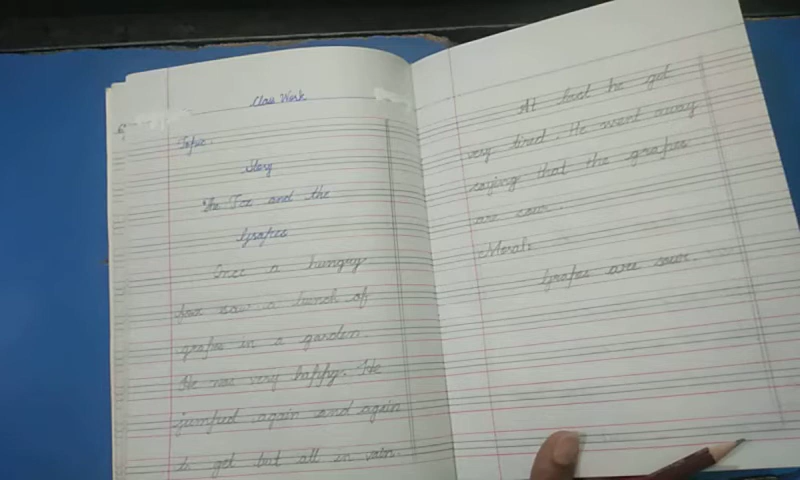 Class Work
Topic:
Story
The Fox and the
Grapes
Once a hungry
fox saw a bunch of
grapes in a garden.
He was very happy. He
jumped again and again
to get but all in vain.
At last he got
very tired. He went away
saying that the grapes
are sour.
Moral:
Grapes are sour